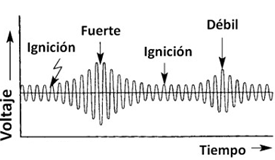 Fuerte
Débil
Ignición
Ignición
Voltaje
Tiempo